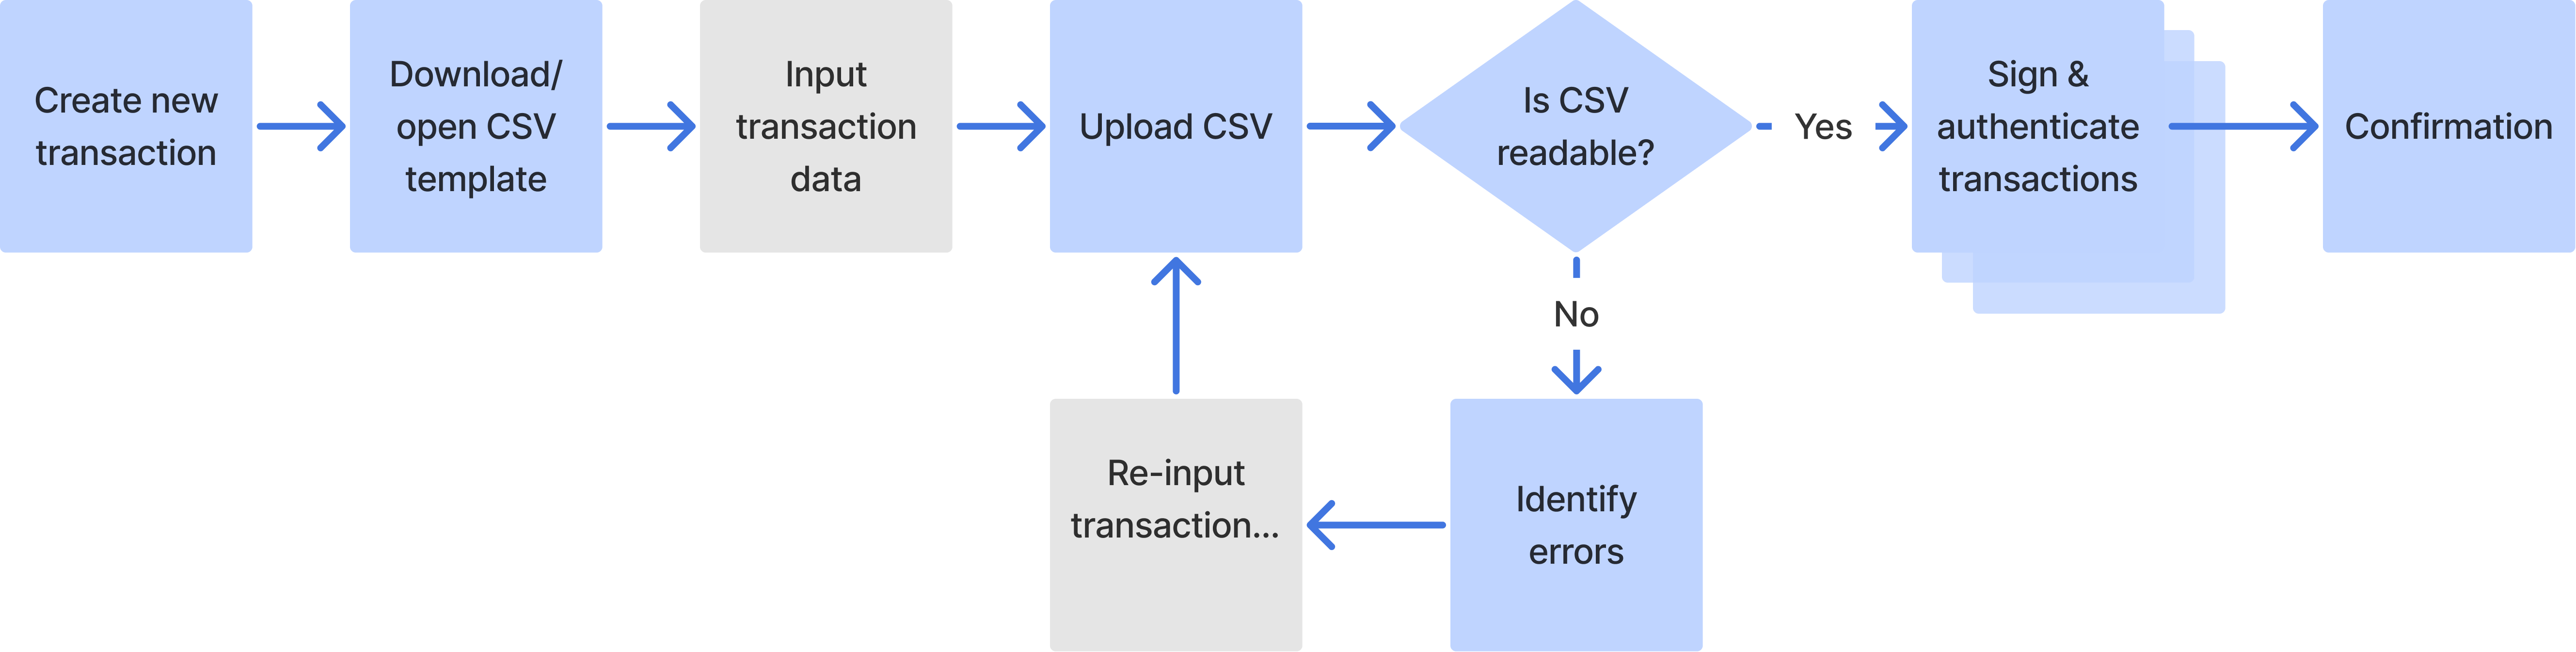 Create new
transaction
Download/
open CSV
template
Input
transaction
data
Upload CSV
Is CSV
readable?
Yes
Sign &
authenticate
transactions
Confirmation
No
Identify
errors
Re-input
transaction...